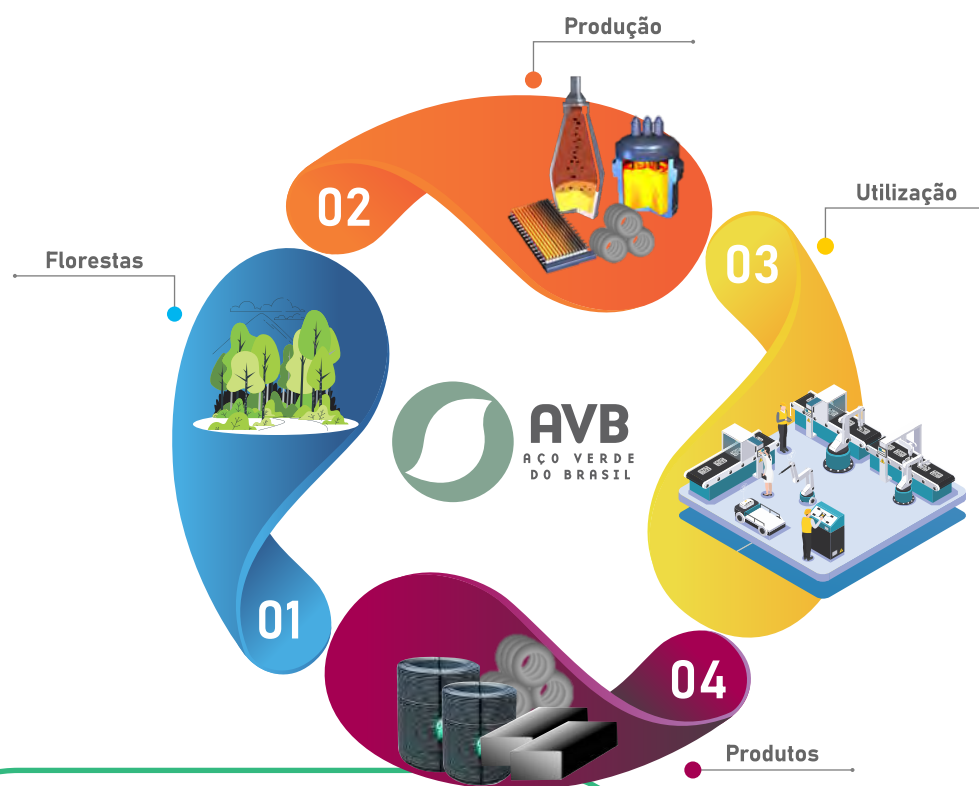 Produção
02
Utilização
03
Florestas
AVB
AÇO VERDE
DO BRASIL
01
04
Produtos